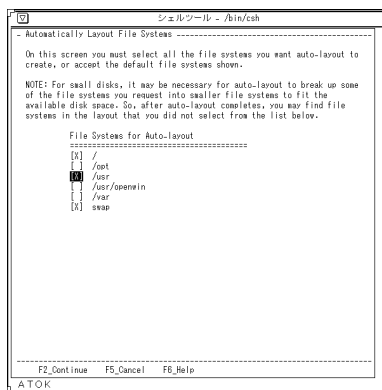 シェルツール - /bin/csh
- Automatically Layout File Systems
On this screen you must select all the file systems you want auto-layout to
create, or accept the default file systems shown.
NOTE: For small disks, it may be necessary for auto-layout to break up some
of the file systems you request into smaller file systems to fit the
available disk space. So, after auto-layout completes, you may find file
systems in the layout that you did not select from the list below.
File Systems for Auto-layout
========================================
[X] /
[ ] /opt
[X] /usr
[ ] /usr/openwin
[ ] /var
[X] swap
F2_Continue F5_Cancel F6_Help
ATOK